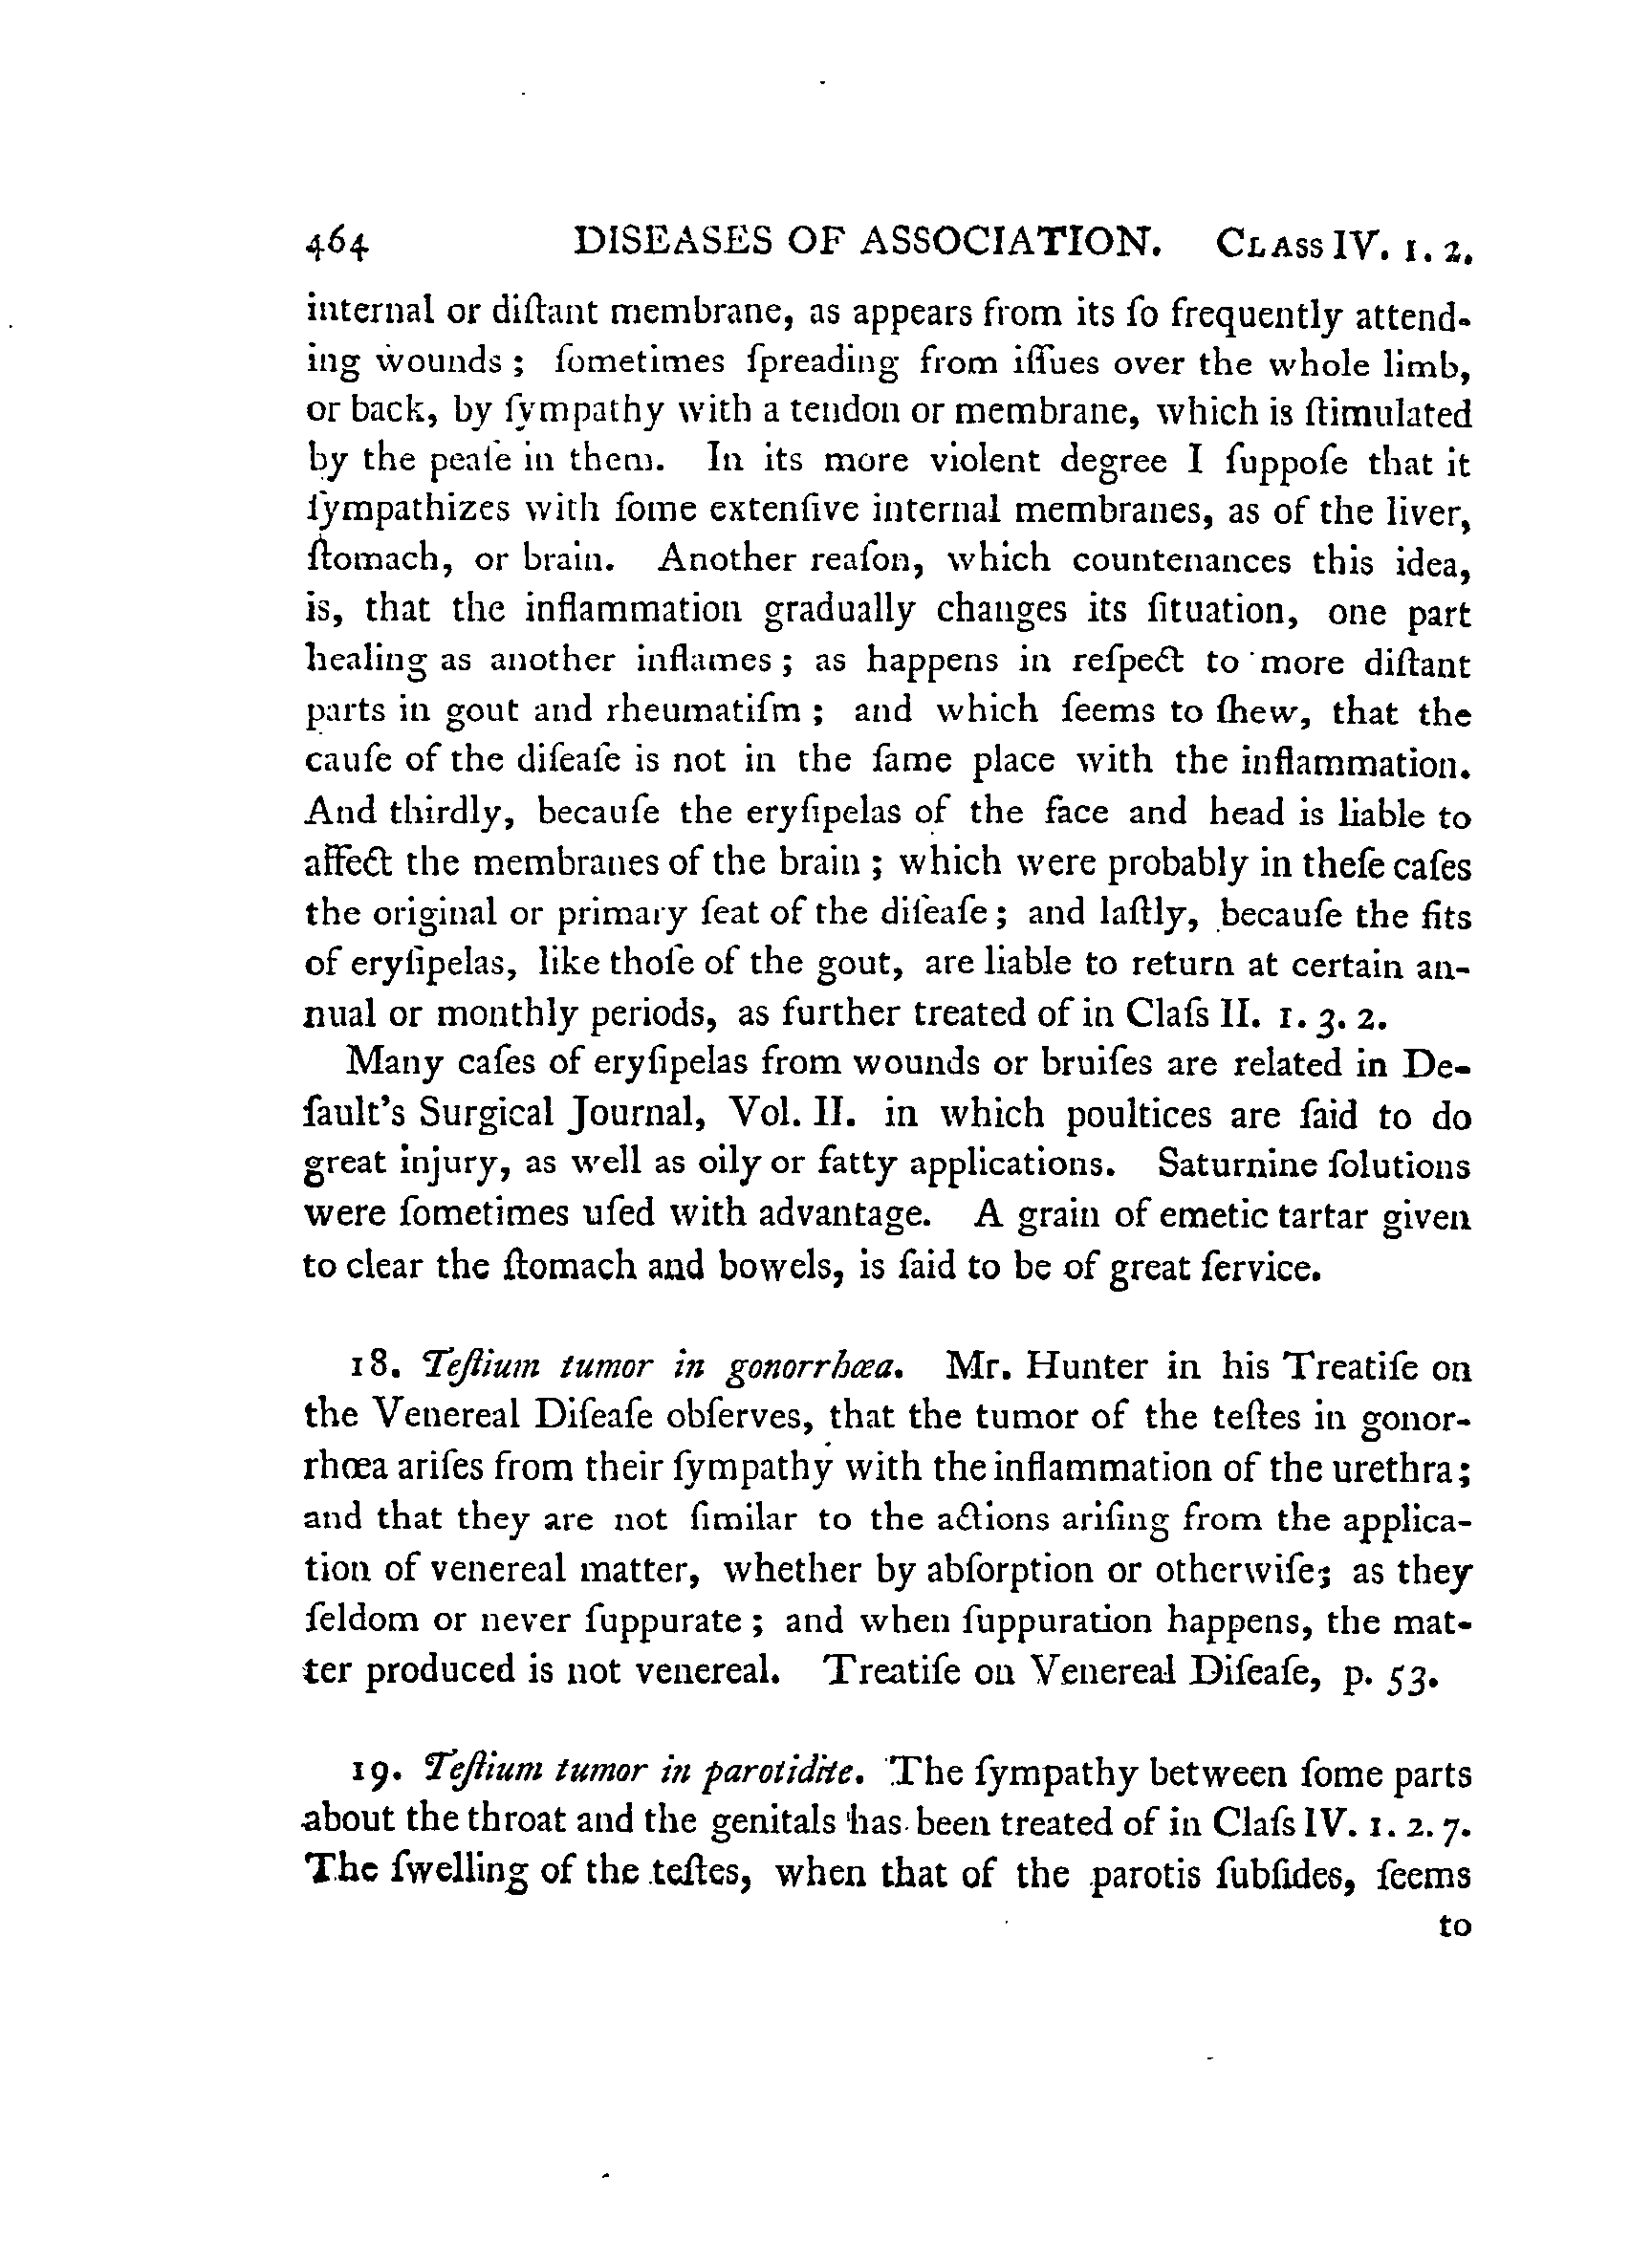 464 DISEASES OF ASSOCIATION. CLASS IV. 1. 2.
internal or diſtant membrane, as appears from its ſo frequently attend-
ing wounds; ſometimes ſpreading from iſſues over the whole limb,
or back, by ſympathy with a tendon or membrane, which is ſtimulated
by the peaſe in them. In its more violent degree I ſuppoſe that it
ſympathizes with ſome extenſive internal membranes, as of the liver,
ſtomach, or brain. Another reaſon, which countenances this idea,
is, that the inflammation gradually changes its ſituation, one part
healing as another inflames; as happens in reſpect to more diſtant
parts in gout and rheumatiſm; and which ſeems to ſhew, that the
cauſe of the diſeaſe is not in the ſame place with the inflammation.
And thirdly, becauſe the eryſipelas of the face and head is liable to
affect the membranes of the brain; which were probably in theſe caſes
the original or primary ſeat of the diſeaſe; and laſtly, becauſe the fits
of eryſipelas, like thoſe of the gout, are liable to return at certain an-
nual or monthly periods, as further treated of in Claſs II. 1. 3. 2.
Many caſes of eryſipelas from wounds or bruiſes are related in De-
ſault's Surgical Journal, Vol. II. in which poultices are ſaid to do
great injury, as well as oily or fatty applications. Saturnine ſolutions
were ſometimes uſed with advantage. A grain of emetic tartar given
to clear the ſtomach and bowels, is ſaid to be of great ſervice.
18. Teſtium tumor in gonorrhœa. Mr. Hunter in his Treatiſe on
the Venereal Diſeaſe obſerves, that the tumor of the teſtes in gonor-
rhœa ariſes from their ſympathy with the inflammation of the urethra;
and that they are not ſimilar to the actions ariſing from the applica-
tion of venereal matter, whether by abſorption or otherwiſe; as they
ſeldom or never ſuppurate; and when ſuppuration happens, the mat-
ter produced is not venereal. Treatiſe on Venereal Diſeaſe, p. 53.
19. Teſtium tumor in parotidite. The ſympathy between ſome parts
about the throat and the genitals has been treated of in Claſs IV. 1. 2. 7.
The ſwelling of the teſtes, when that of the parotis ſubſides, ſeems
to